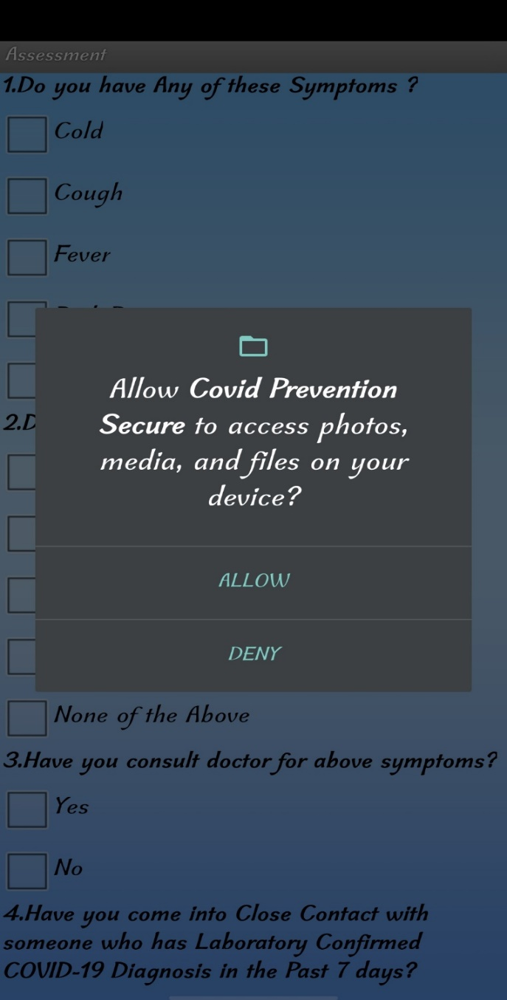 Assessment
1.Do you have Any of these Symptoms ?
Cold
Cough
Fever
Allow Covid Prevention
Secure to access photos,
media, and files on your
device?
ALLOW
DENY
None of the Above
3.Have you consult doctor for above symptoms?
Yes
No
4.Have you come into Close Contact with
someone who has Laboratory Confirmed
COVID-19 Diagnosis in the Past 7 days?